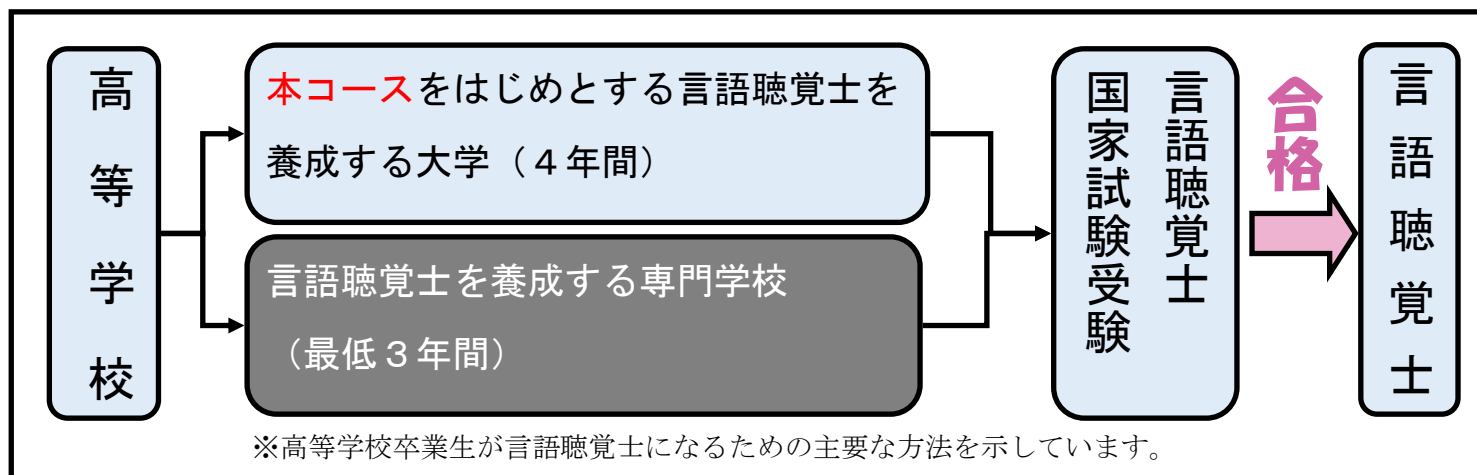 高等学校
本コースをはじめとする言語聴覚士を
養成する大学（４年間）
言語聴覚士を養成する専門学校
（最低３年間）
言語聴覚士
国家試験受験
合格
言語聴覚士
※高等学校卒業生が言語聴覚士になるための主要な方法を示しています。